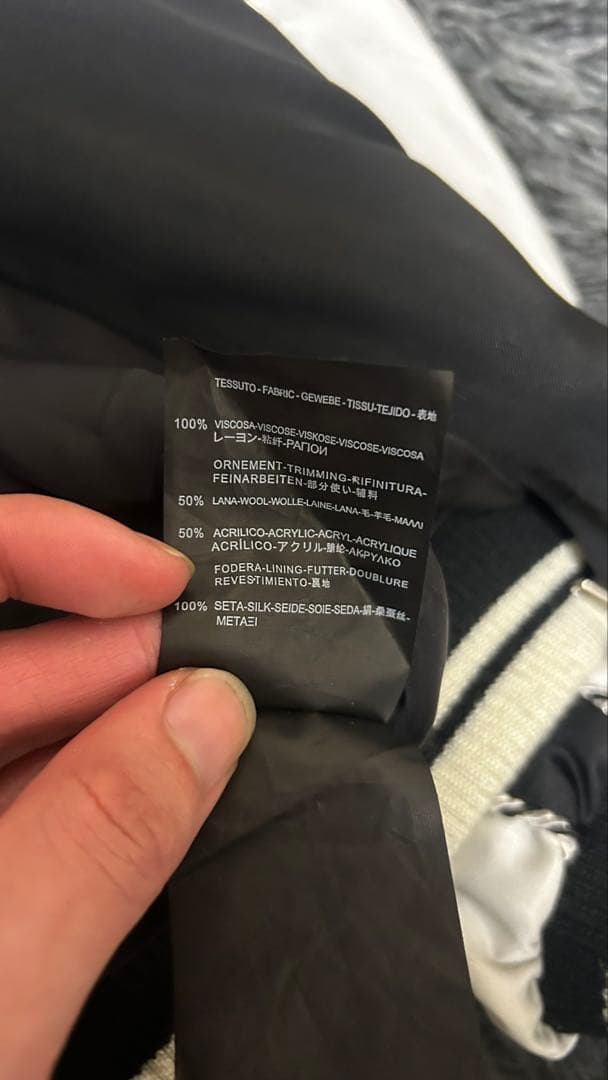 TESSUTO-FABRIC-GEWEBE-TISSU-TEJIDO-表地
100% VISCOSA-VISCOSE-VISKOSE-VISCOSE-VISCOSA
レーヨン-粘纤-РАГІОИ
ORNEMENT-TRIMMING-RIFINITURA-
FEINARBEITEN-部分使い-辅料
50% LANA-WOOL-WOLLE-LAINE-LANA-毛-羊毛-ΜΑΛΛΙ
50% ACRILICO-ACRYLIC-ACRYL-ACRYLIQUE
ACRÍLICO-アクリル-腈纶-AKPYΛKO
FODERA-LINING-FUTTER-DOUBLURE
REVESTIMIENTO-裏地
100% SETA-SILK-SEIDE-SOIE-SEDA-絹-桑蚕丝-
ΜΕΤΑΞΙ